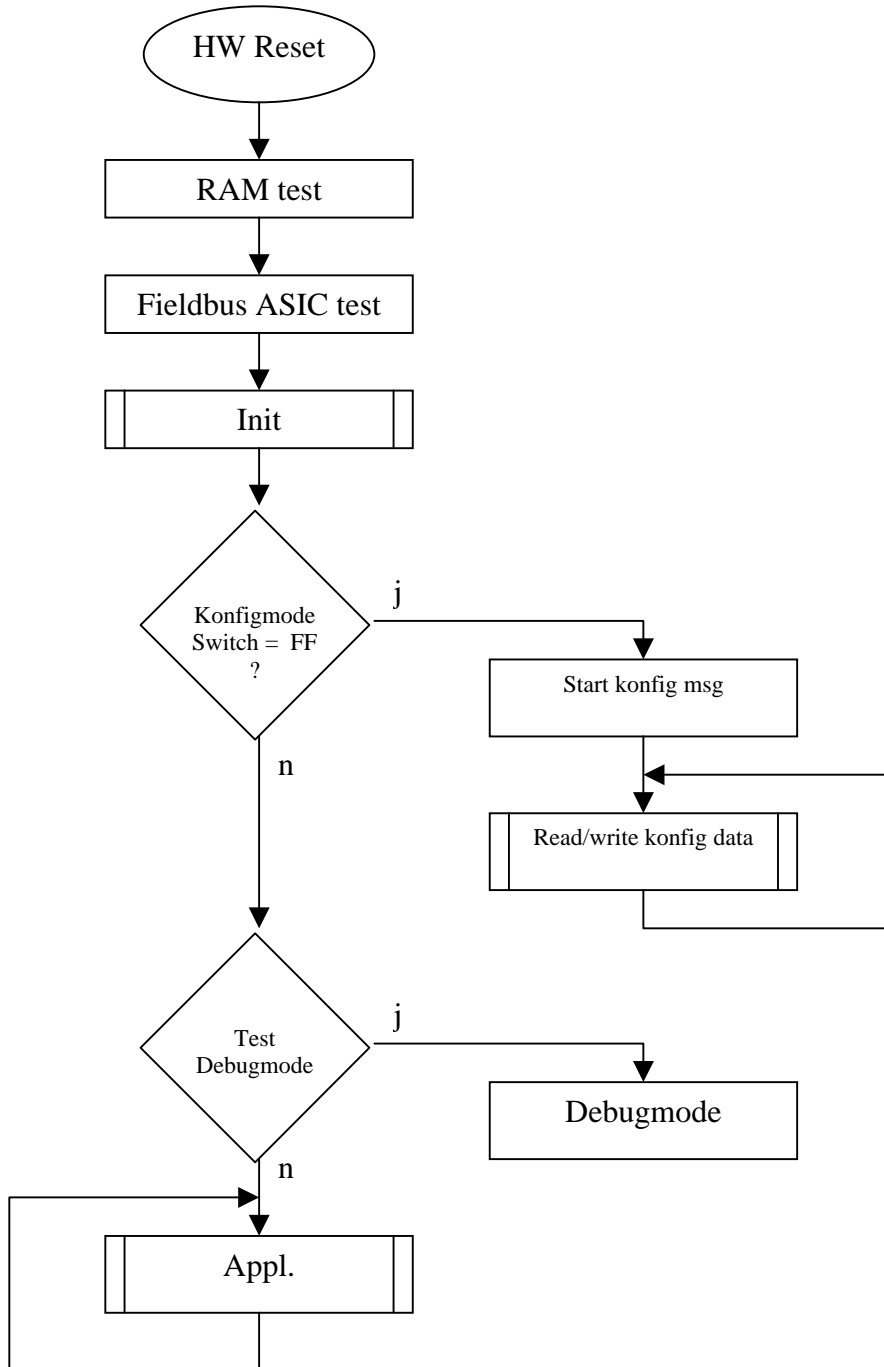 HW Reset
RAM test
Fieldbus ASIC test
Init
j
Konfigmode
Switch = FF
?
Start konfig msg
n
Read/write konfig data
j
Test
Debugmode
Debugmode
n
Appl.